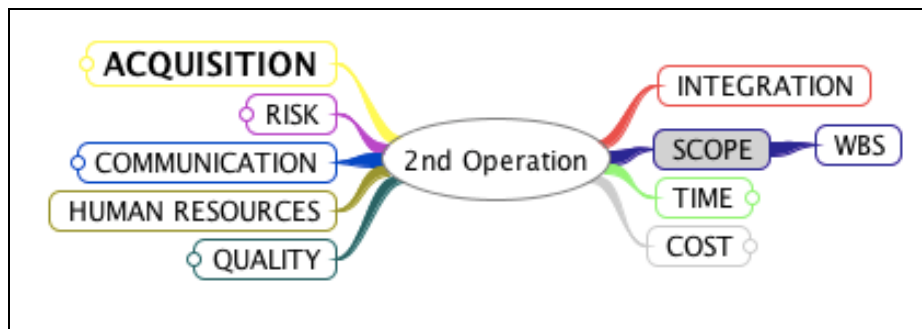 ACQUISITION
RISK
COMMUNICATION
HUMAN RESOURCES
QUALITY
2nd Operation
INTEGRATION
SCOPE
WBS
TIME
COST